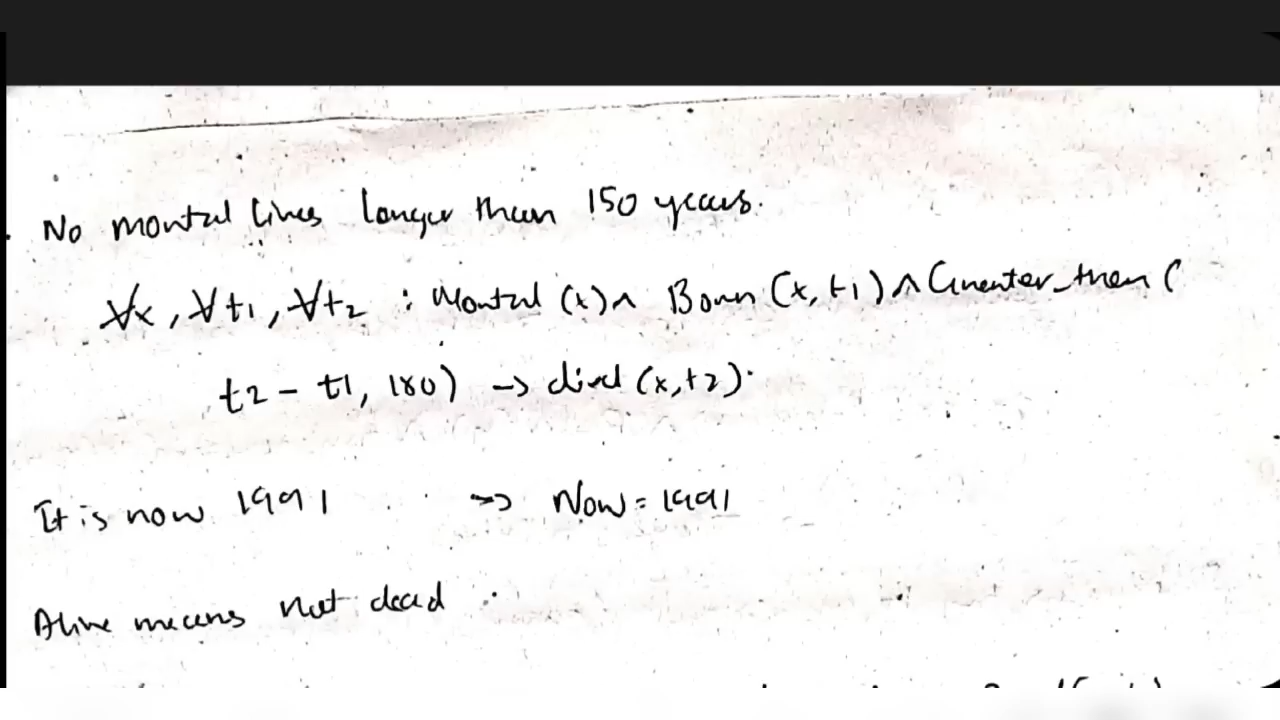 No mortal lives longer than 150 years.
∀x, ∀t1, ∀t2 : Mortal (x) ∧ Born (x, t1) ∧ Greater_than (
t2 - t1, 150) → died (x, t2).
It is now 1991 → Now = 1991
Alive means not dead